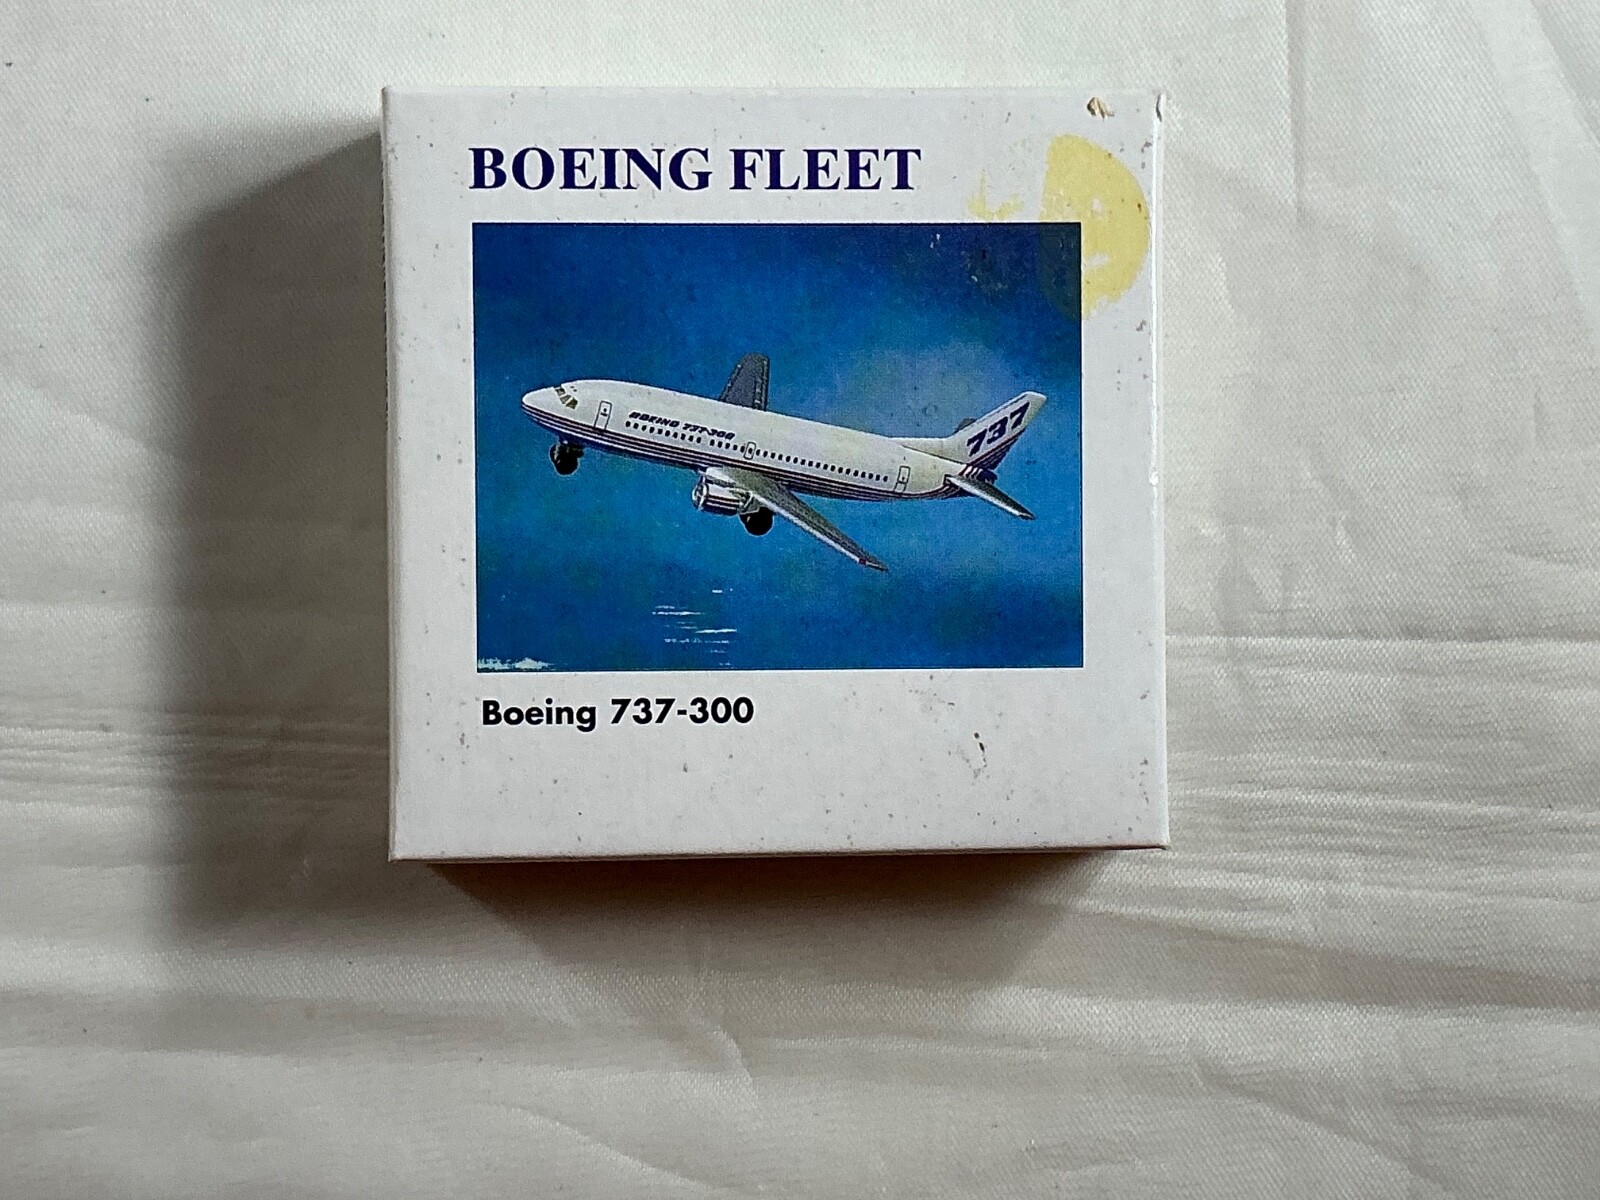 BOEING FLEET
BOEING 737-300
737
Boeing 737-300